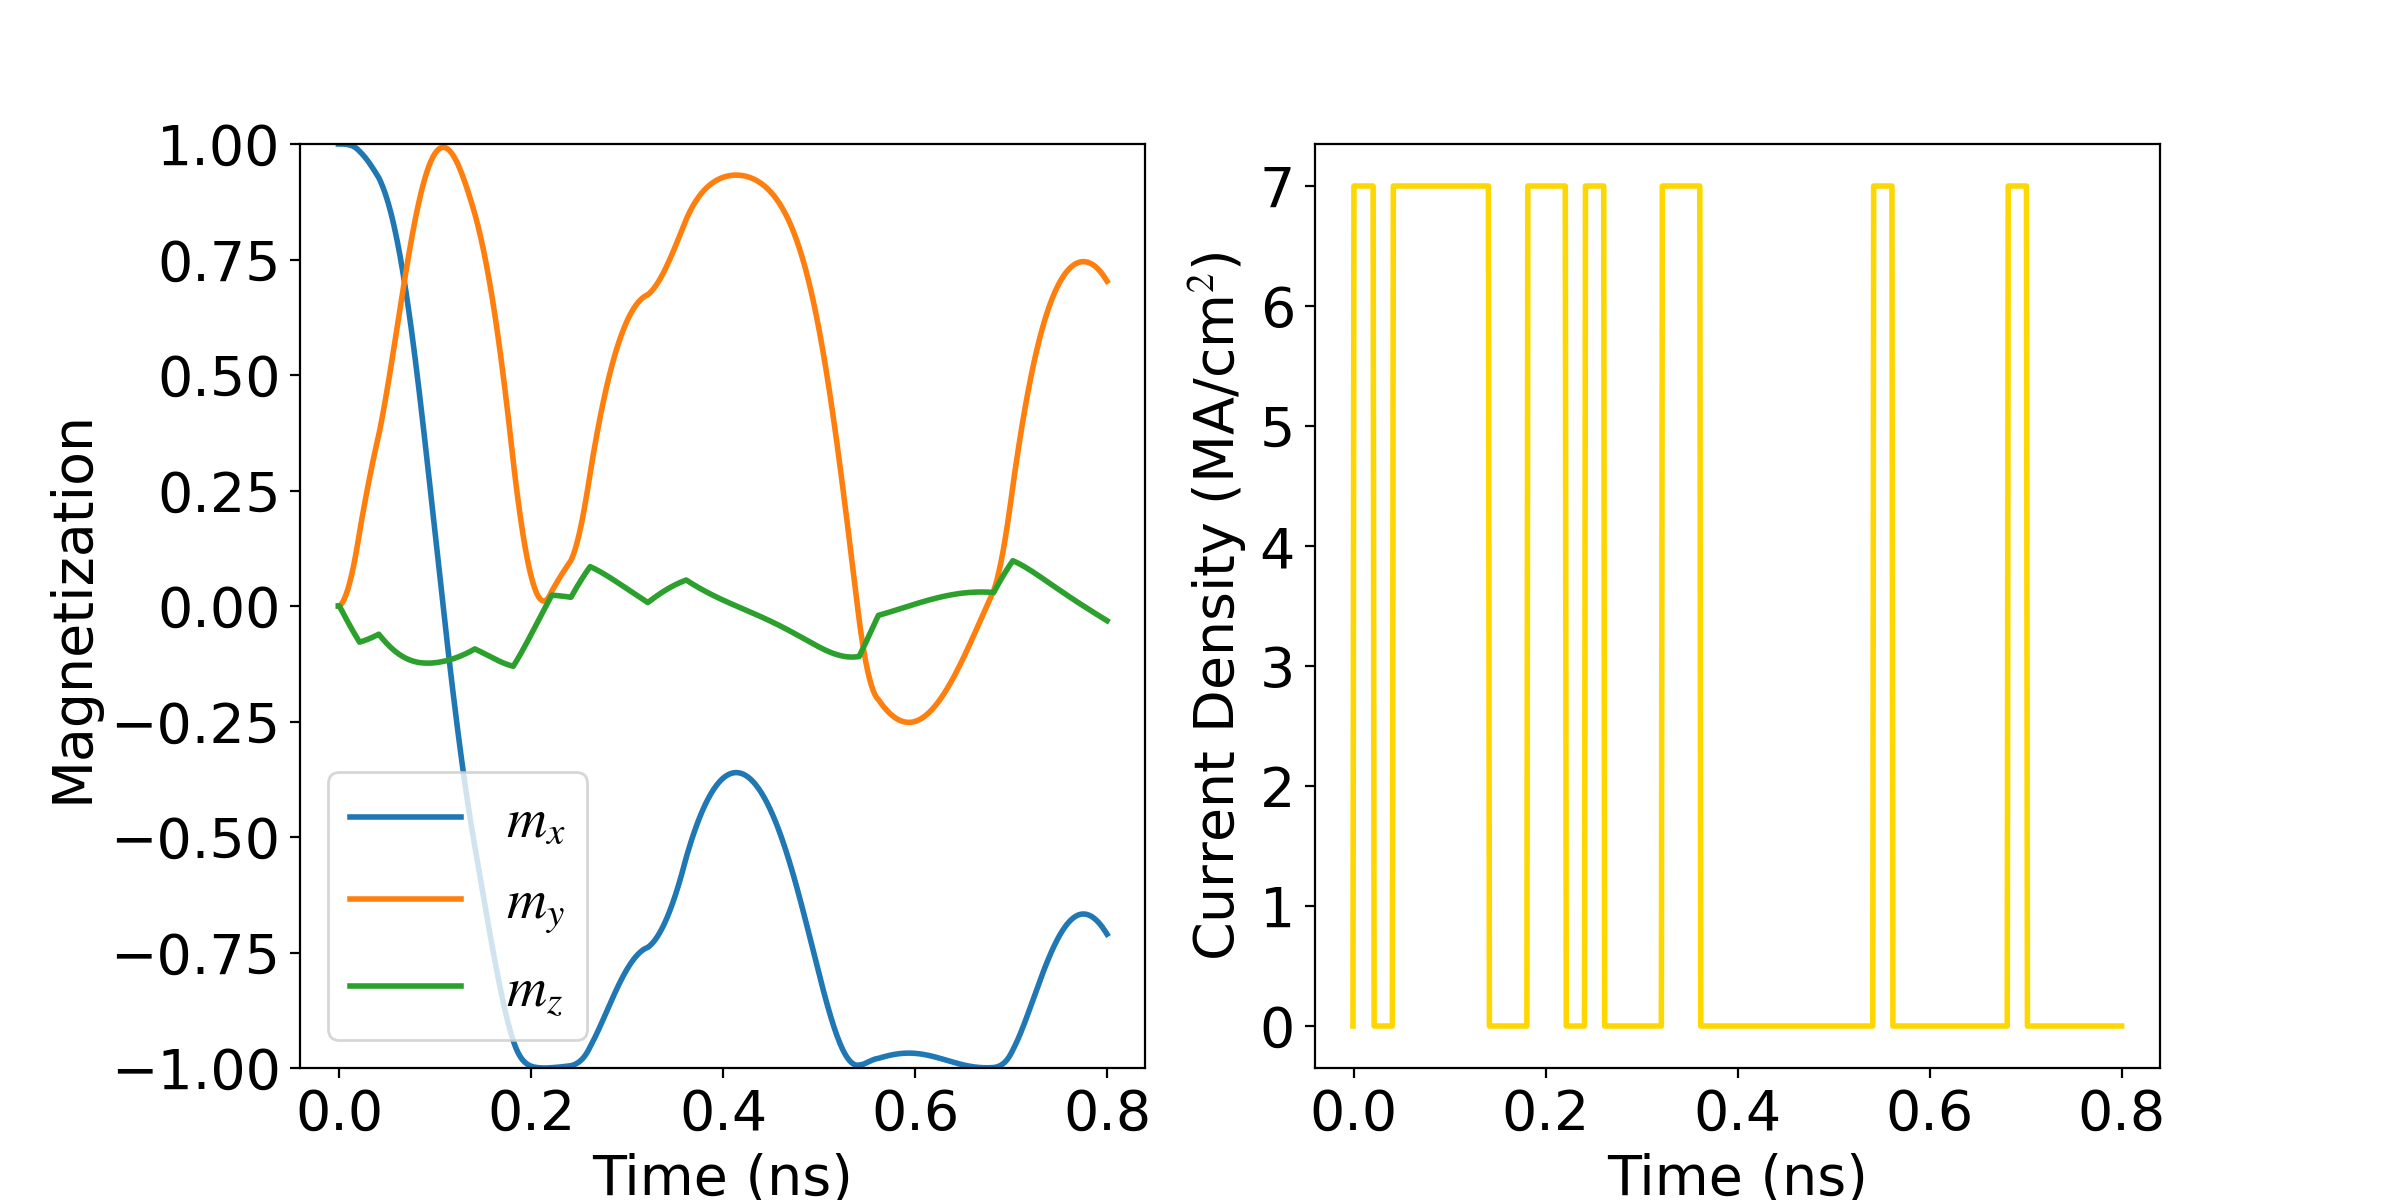 Magnetization
1.00
0.75
0.50
0.25
0.00
−0.25
−0.50
−0.75
−1.00
m_x
m_y
m_z
0.0 0.2 0.4 0.6 0.8
Time (ns)
Current Density (MA/cm²)
7
6
5
4
3
2
1
0
0.0 0.2 0.4 0.6 0.8
Time (ns)